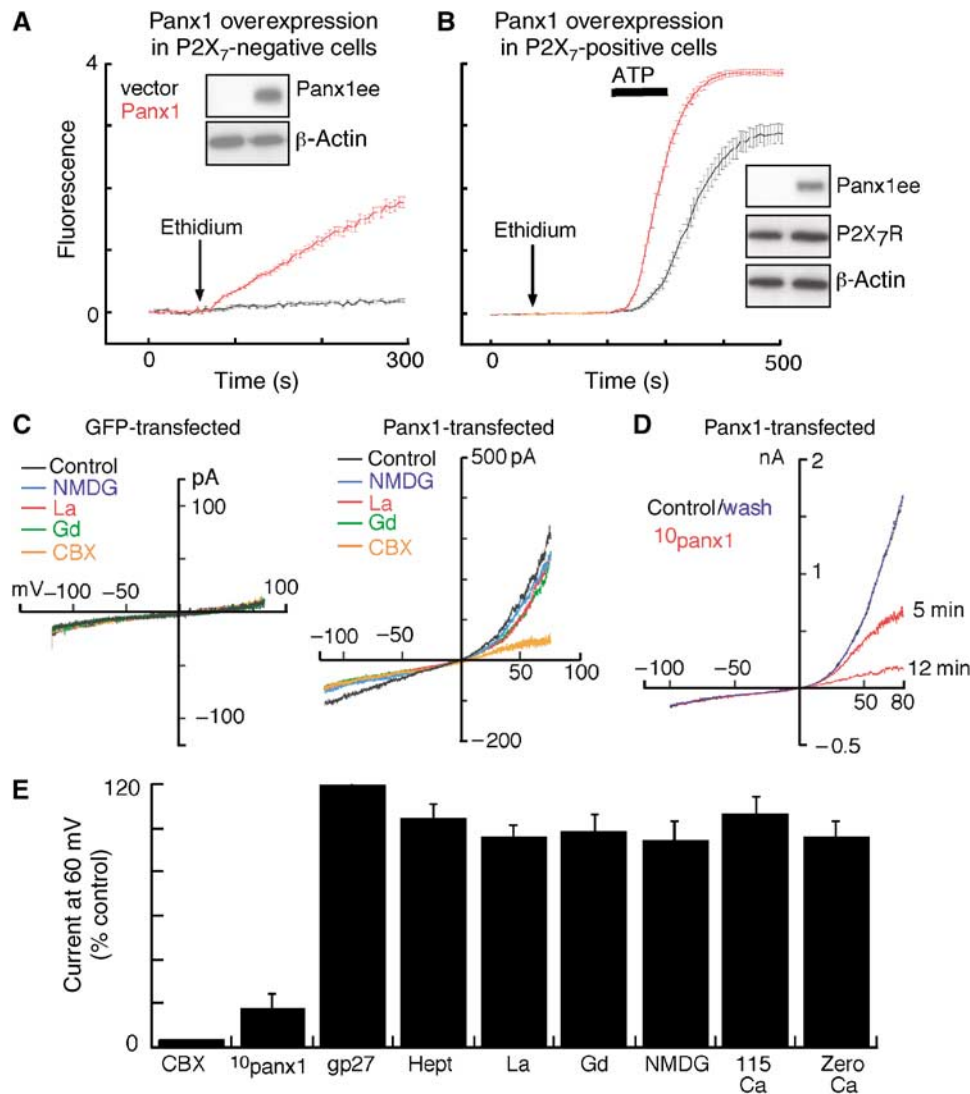 A
Panx1 overexpression
in P2X7-negative cells
4
vector
Panx1
Panx1ee
β-Actin
2
Fluorescence
Ethidium
0
0
300
Time (s)
B
Panx1 overexpression
in P2X7-positive cells
ATP
Panx1ee
P2X7R
β-Actin
Ethidium
0
500
Time (s)
C
GFP-transfected
Control
NMDG
La
Gd
CBX
pA
100
mV
−100
−50
100
−100
Panx1-transfected
Control
NMDG
La
Gd
CBX
500 pA
−100
−50
50
100
−200
D
Panx1-transfected
nA
2
Control/wash
10panx1
1
5 min
12 min
−100
−50
50
80
−0.5
E
120
Current at 60 mV
(% control)
0
CBX
10panx1
gp27
Hept
La
Gd
NMDG
115
Ca
Zero
Ca